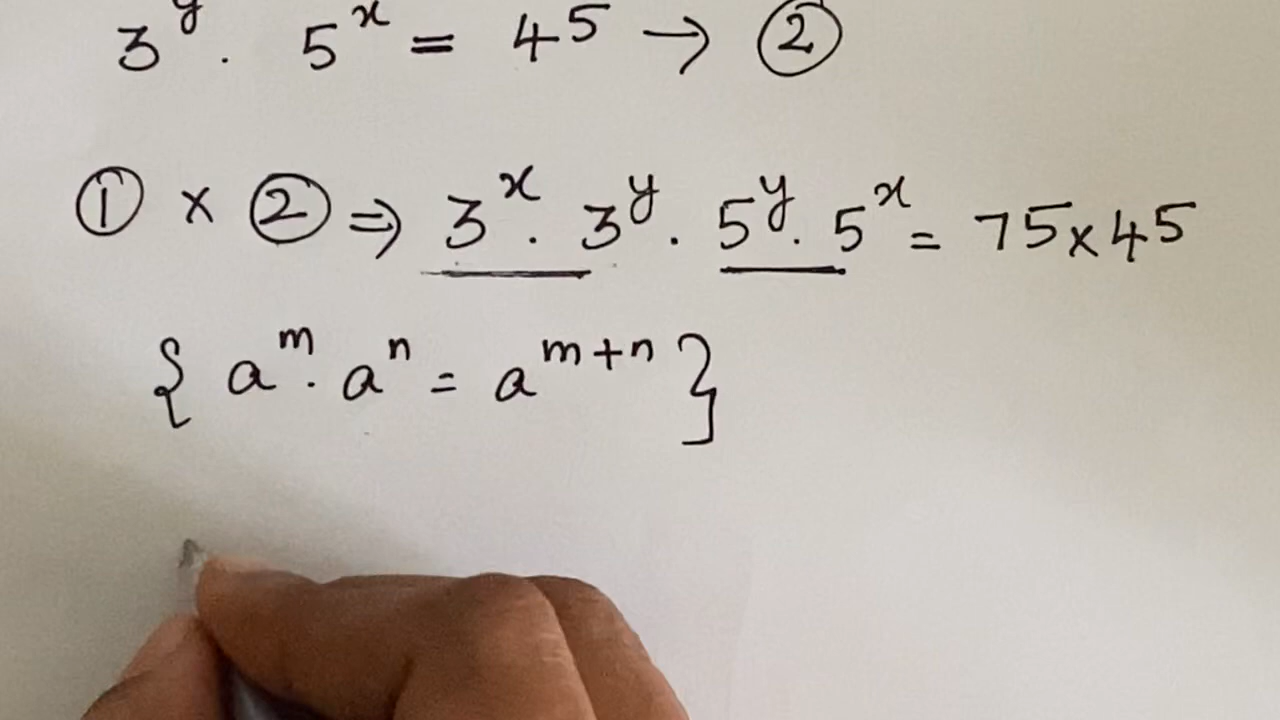 3^y . 5^x = 45 → ②
① × ② ⇒ 3^x . 3^y . 5^y . 5^x = 75×45
{ a^m . a^n = a^(m+n) }